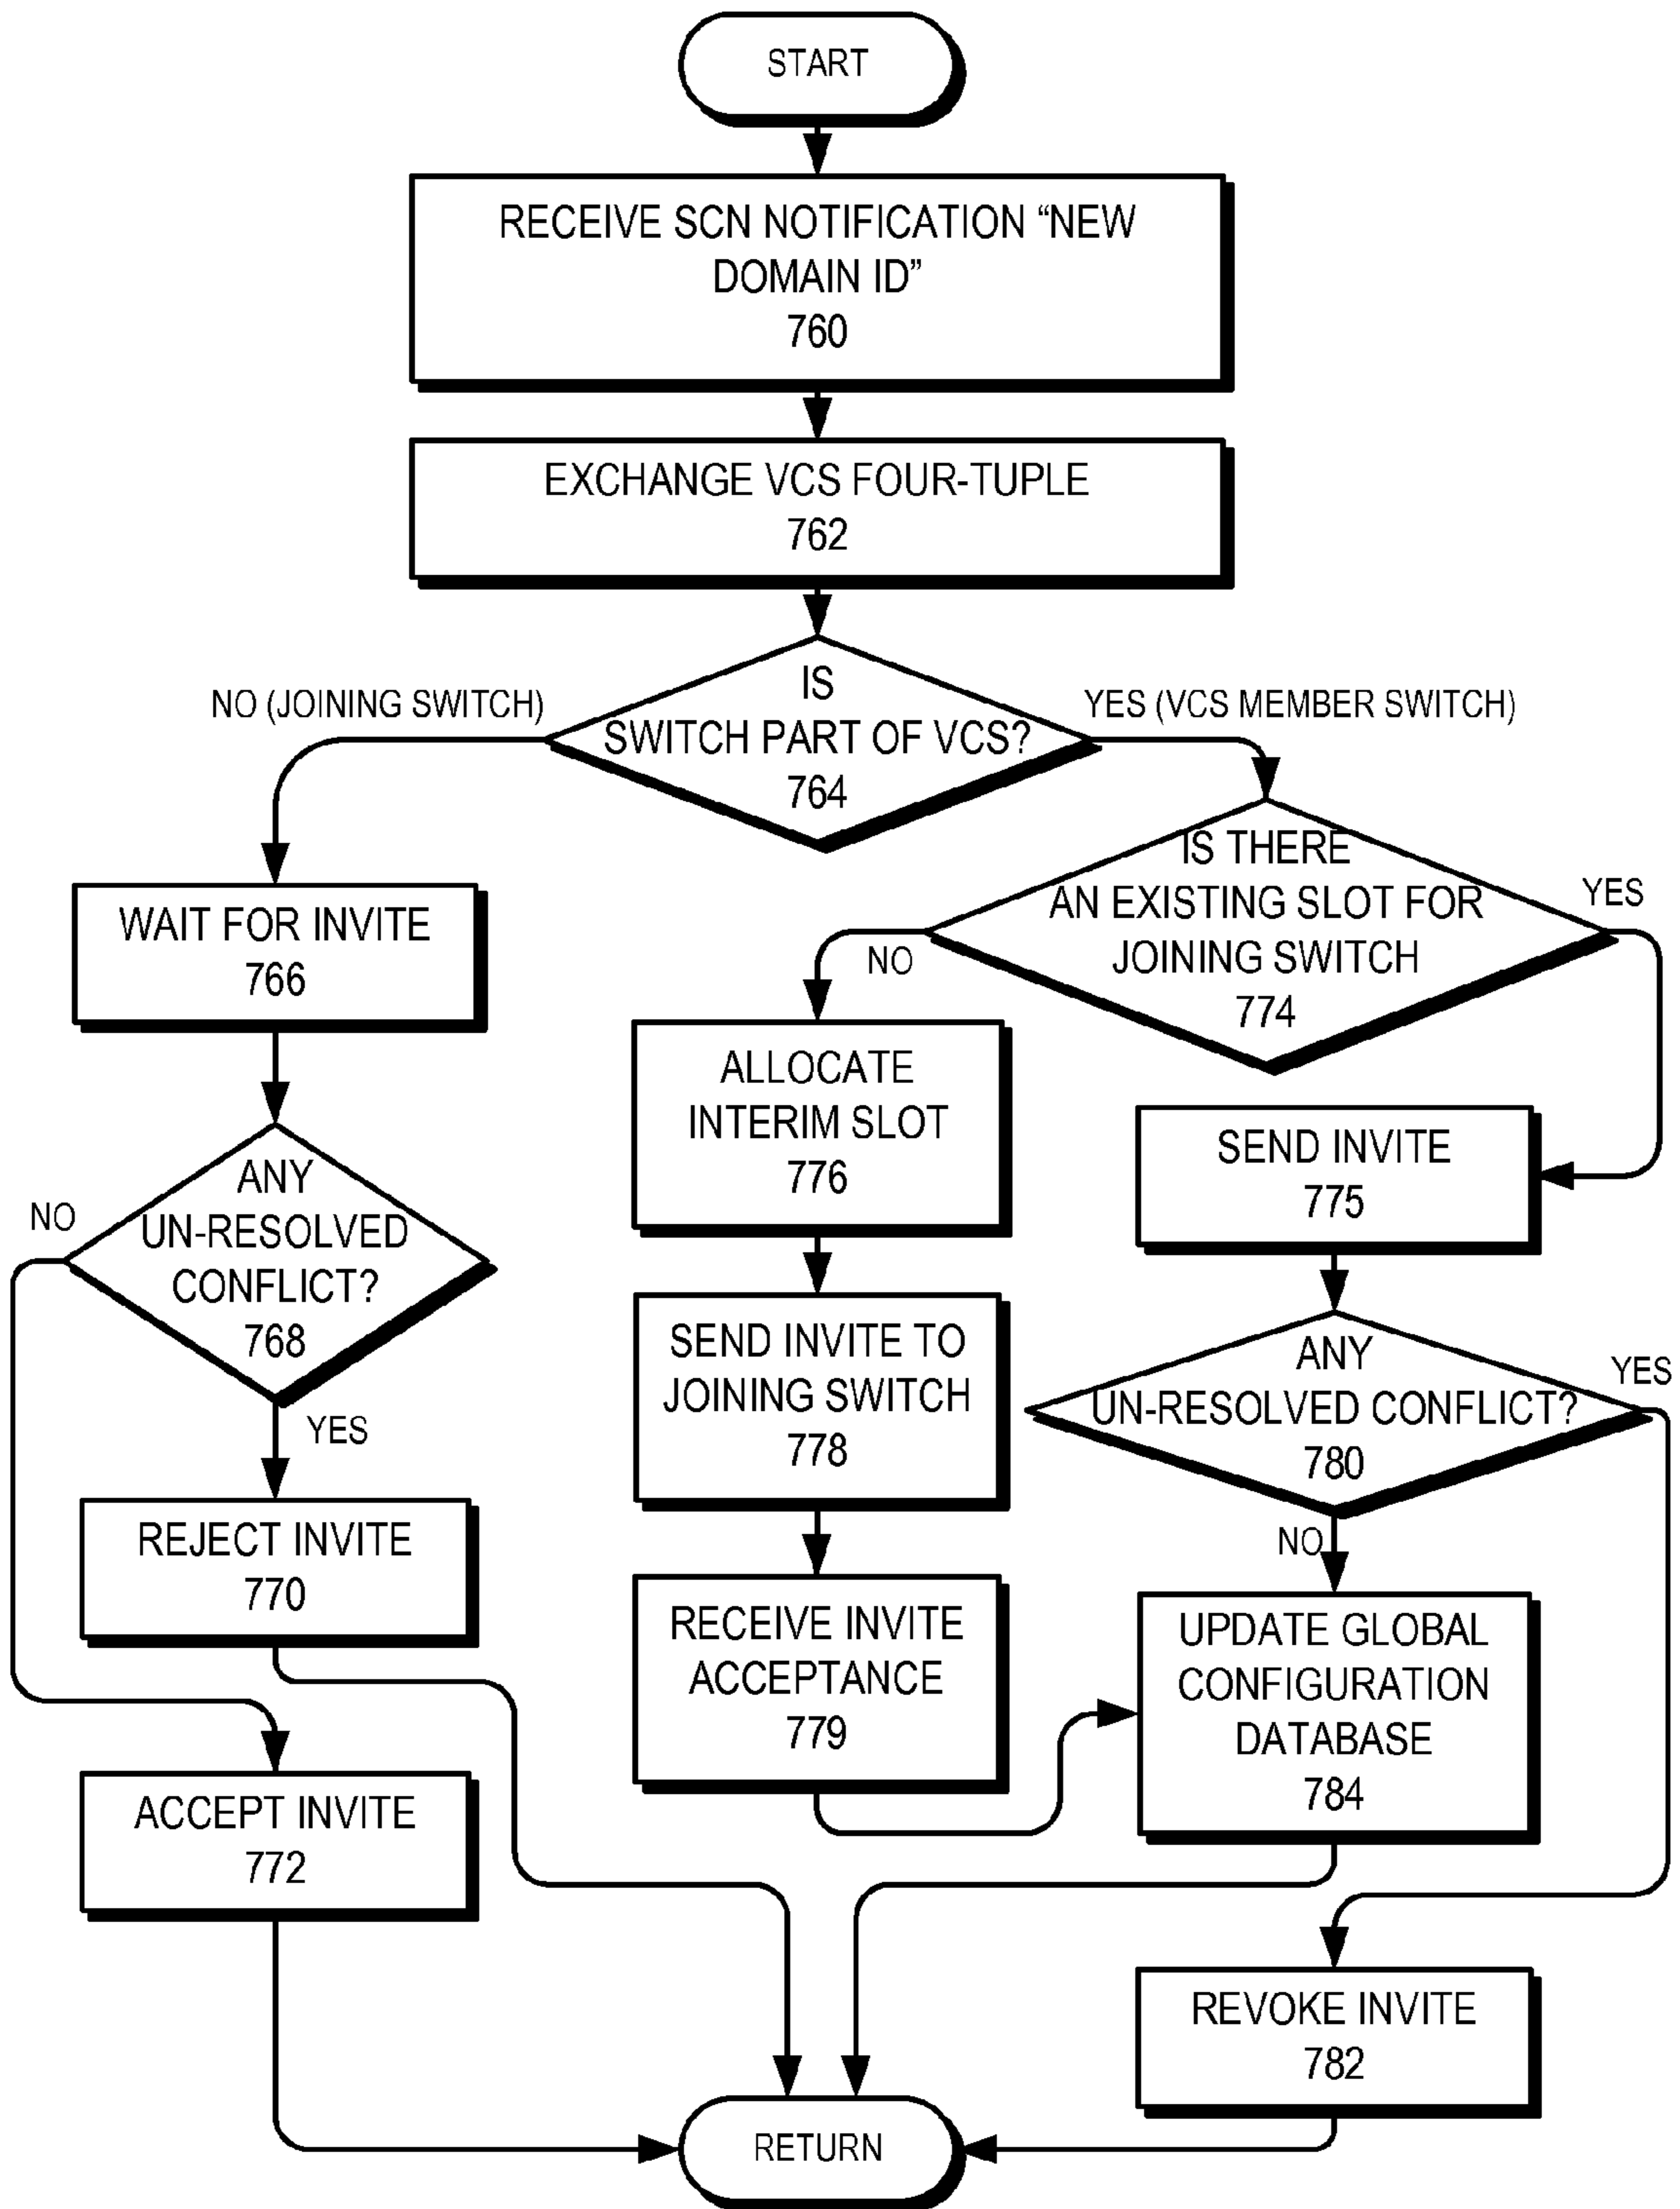 START
RECEIVE SCN NOTIFICATION “NEW
DOMAIN ID”
760
EXCHANGE VCS FOUR-TUPLE
762
IS
SWITCH PART OF VCS?
764
NO (JOINING SWITCH)
YES (VCS MEMBER SWITCH)
WAIT FOR INVITE
766
IS THERE
AN EXISTING SLOT FOR
JOINING SWITCH
774
YES
NO
ALLOCATE
INTERIM SLOT
776
SEND INVITE
775
ANY
UN-RESOLVED
CONFLICT?
768
NO
YES
SEND INVITE TO
JOINING SWITCH
778
ANY
UN-RESOLVED CONFLICT?
780
YES
NO
REJECT INVITE
770
RECEIVE INVITE
ACCEPTANCE
779
UPDATE GLOBAL
CONFIGURATION
DATABASE
784
ACCEPT INVITE
772
REVOKE INVITE
782
RETURN